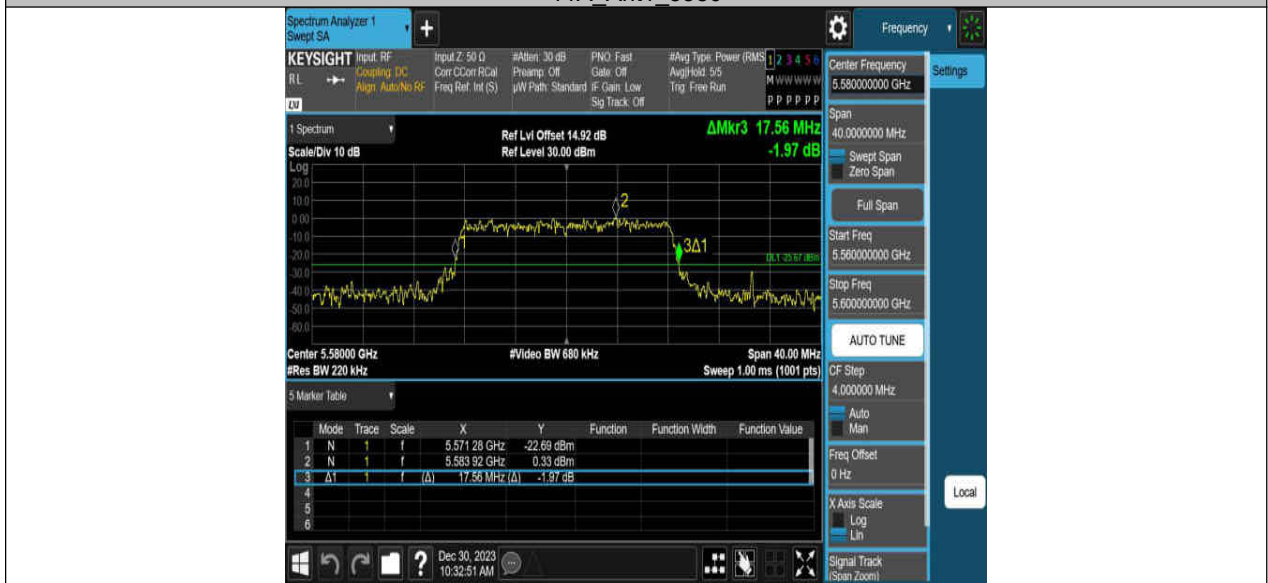 Spectrum Analyzer 1
Swept SA
+
Frequency
KEYSIGHT
RL
Input: RF
Coupling: DC
Align: Auto/No RF
Input Z: 50 Ω
Corr CCorr RCal
Freq Ref: Int (S)
#Atten: 30 dB
Preamp: Off
µW Path: Standard
PNO: Fast
Gate: Off
IF Gain: Low
Sig Track: Off
#Avg Type: Power (RMS
Avg|Hold: 5/5
Trig: Free Run
1 2 3 4 5 6
M W W W W W
P P P P P P
Center Frequency
5.580000000 GHz
Settings
1 Spectrum
Scale/Div 10 dB
Ref Lvl Offset 14.92 dB
Ref Level 30.00 dBm
ΔMkr3 17.56 MHz
-1.97 dB
Span
40.0000000 MHz
Swept Span
Zero Span
Full Span
Start Freq
5.560000000 GHz
Stop Freq
5.600000000 GHz
AUTO TUNE
CF Step
4.000000 MHz
Auto
Man
Freq Offset
0 Hz
X Axis Scale
Log
Lin
Signal Track
(Span Zoom)
Local
Log
20.0
10.0
0.00
-10.0
-20.0
-30.0
-40.0
-50.0
-60.0
2
3Δ1
DL1 -25.67 dBm
Center 5.58000 GHz
#Video BW 680 kHz
Span 40.00 MHz
#Res BW 220 kHz
Sweep 1.00 ms (1001 pts)
5 Marker Table
Mode Trace Scale X Y Function Function Width Function Value
1 N 1 f 5.571 28 GHz -22.69 dBm
2 N 1 f 5.583 92 GHz 0.33 dBm
3 Δ1 1 f (Δ) 17.56 MHz (Δ) -1.97 dB
4
5
6
?
Dec 30, 2023
10:32:51 AM